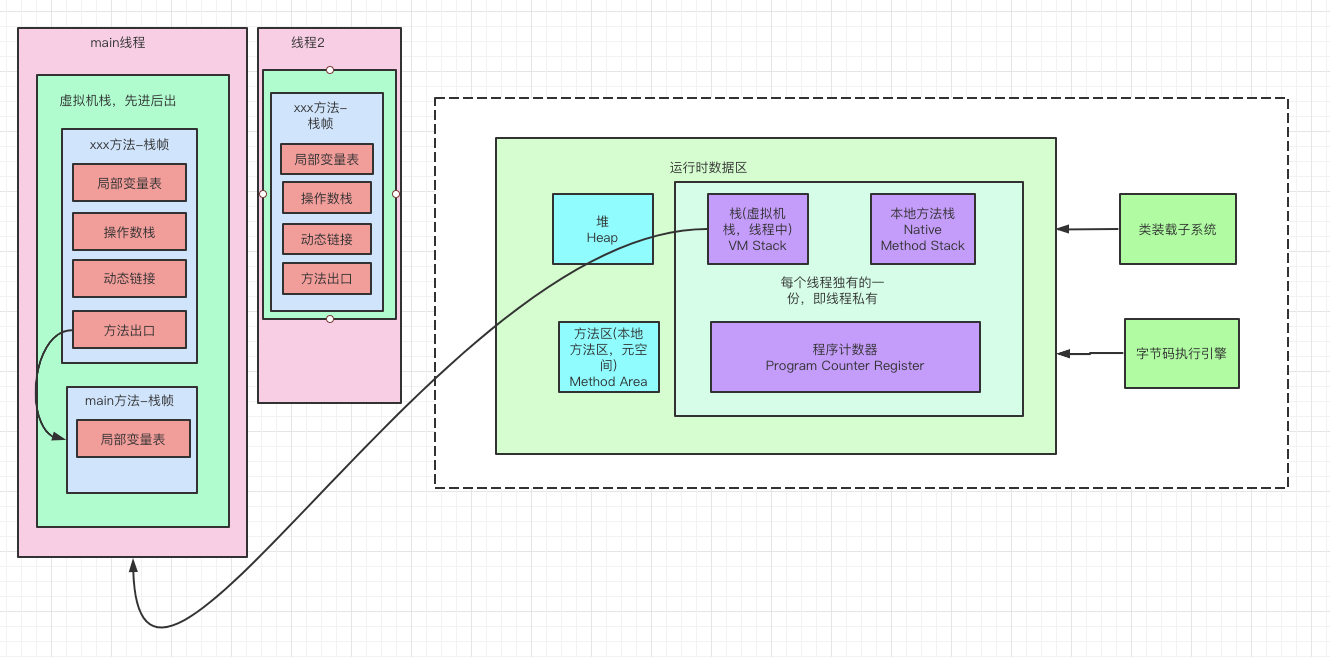 main线程
虚拟机栈，先进后出
xxx方法-栈帧
局部变量表
操作数栈
动态链接
方法出口
main方法-栈帧
局部变量表
线程2
xxx方法-
栈帧
局部变量表
操作数栈
动态链接
方法出口
运行时数据区
堆
Heap
栈(虚拟机
栈，线程中)
VM Stack
本地方法栈
Native
Method Stack
每个线程独有的一
份，即线程私有
方法区(本地
方法区，元空
间)
Method Area
程序计数器
Program Counter Register
类装载子系统
字节码执行引擎